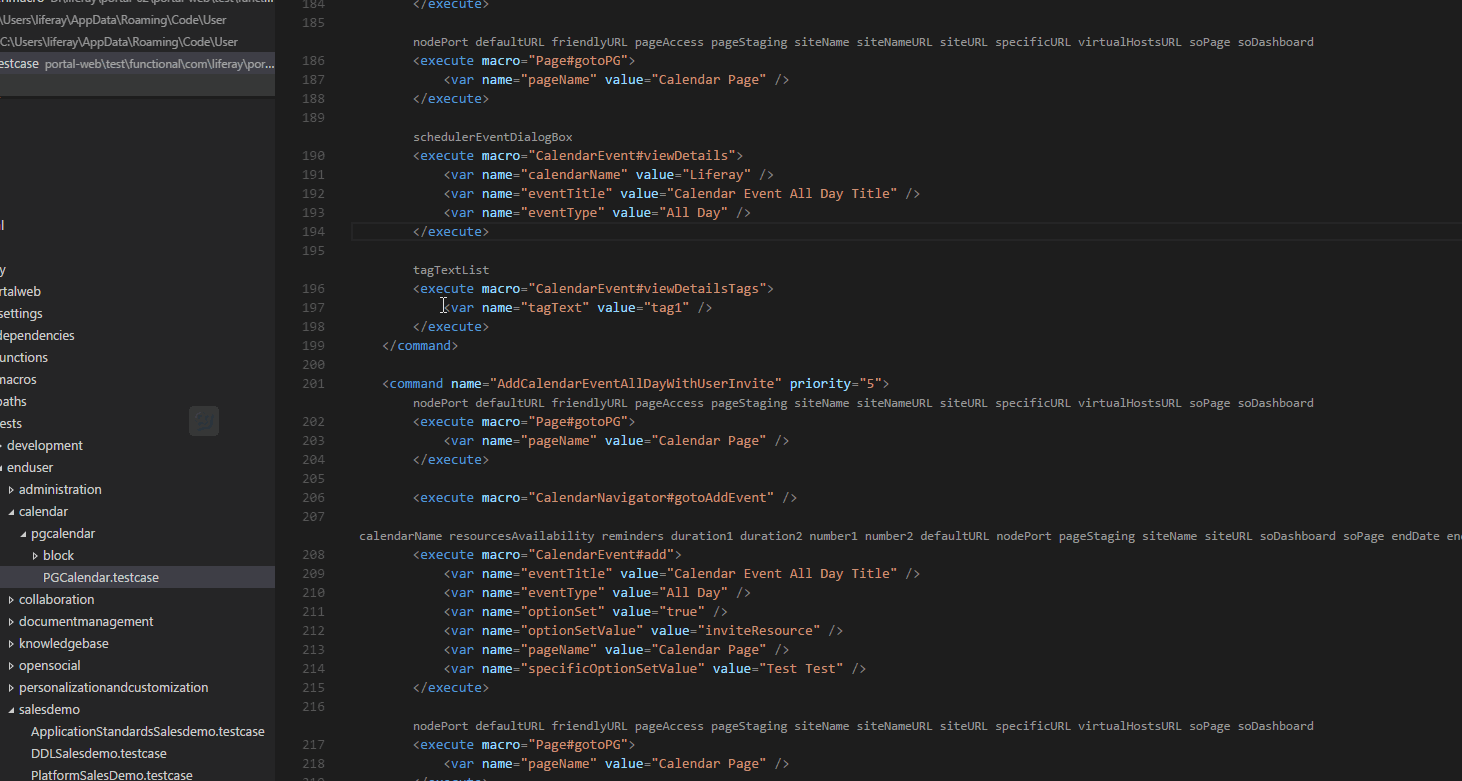 \Users\liferay\AppData\Roaming\Code\User
C:\Users\liferay\AppData\Roaming\Code\User
estcase portal-web\test\functional\com\liferay\por...
l
y
rtalweb
settings
dependencies
unctions
macros
paths
ests
development
enduser
administration
calendar
pgcalendar
block
PGCalendar.testcase
collaboration
documentmanagement
knowledgebase
opensocial
personalizationandcustomization
salesdemo
ApplicationStandardsSalesdemo.testcase
DDLSalesdemo.testcase
PlatformSalesDemo.testcase
184 </execute>
185
nodePort defaultURL friendlyURL pageAccess pageStaging siteName siteNameURL siteURL specificURL virtualHostsURL soPage soDashboard
186 <execute macro="Page#gotoPG">
187 <var name="pageName" value="Calendar Page" />
188 </execute>
189
schedulerEventDialogBox
190 <execute macro="CalendarEvent#viewDetails">
191 <var name="calendarName" value="Liferay" />
192 <var name="eventTitle" value="Calendar Event All Day Title" />
193 <var name="eventType" value="All Day" />
194 </execute>
195
tagTextList
196 <execute macro="CalendarEvent#viewDetailsTags">
197 <var name="tagText" value="tag1" />
198 </execute>
199 </command>
200
201 <command name="AddCalendarEventAllDayWithUserInvite" priority="5">
nodePort defaultURL friendlyURL pageAccess pageStaging siteName siteNameURL siteURL specificURL virtualHostsURL soPage soDashboard
202 <execute macro="Page#gotoPG">
203 <var name="pageName" value="Calendar Page" />
204 </execute>
205
206 <execute macro="CalendarNavigator#gotoAddEvent" />
207
calendarName resourcesAvailability reminders duration1 duration2 number1 number2 defaultURL nodePort pageStaging siteName siteURL soDashboard soPage endDate en
208 <execute macro="CalendarEvent#add">
209 <var name="eventTitle" value="Calendar Event All Day Title" />
210 <var name="eventType" value="All Day" />
211 <var name="optionSet" value="true" />
212 <var name="optionSetValue" value="inviteResource" />
213 <var name="pageName" value="Calendar Page" />
214 <var name="specificOptionSetValue" value="Test Test" />
215 </execute>
216
nodePort defaultURL friendlyURL pageAccess pageStaging siteName siteNameURL siteURL specificURL virtualHostsURL soPage soDashboard
217 <execute macro="Page#gotoPG">
218 <var name="pageName" value="Calendar Page" />